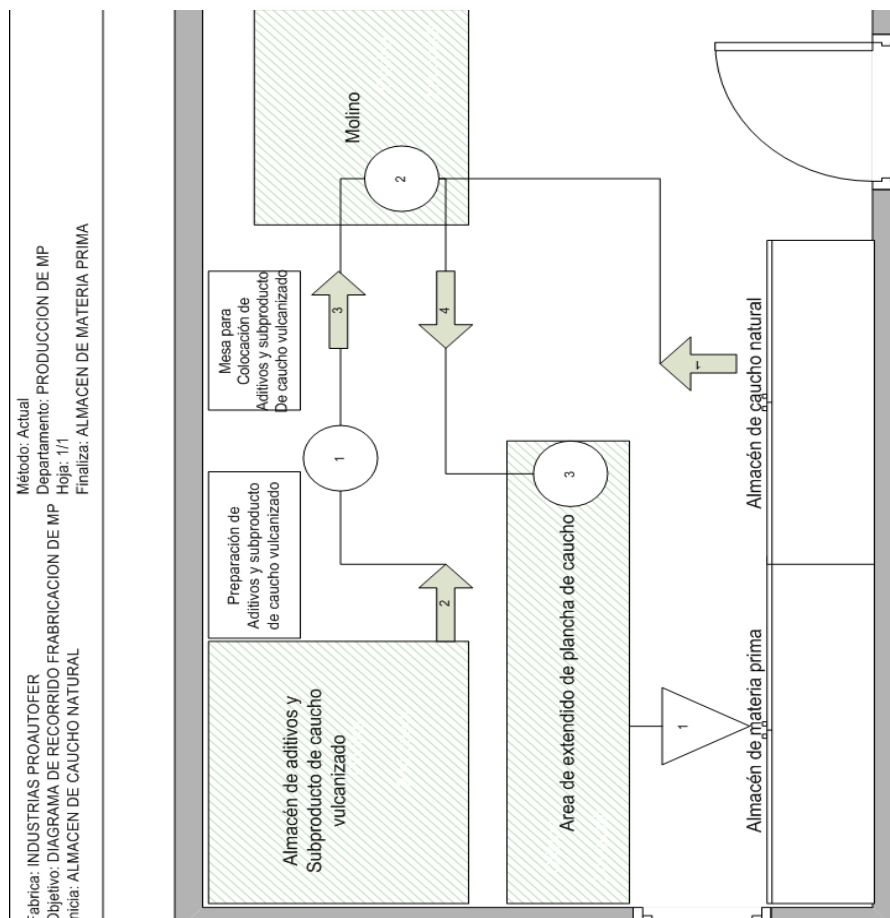 Fabrica: INDUSTRIAS PROAUTOFER
Objetivo: DIAGRAMA DE RECORRIDO FRABRICACION DE MP
Inicia: ALMACEN DE CAUCHO NATURAL
Método: Actual
Departamento: PRODUCCION DE MP
Hoja: 1/1
Finaliza: ALMACEN DE MATERIA PRIMA
Molino
2
Mesa para
Colocación de
Aditivos y subproducto
De caucho vulcanizado
3
4
Preparación de
Aditivos y subproducto
de caucho vulcanizado
1
2
Almacén de aditivos y
Subproducto de caucho
vulcanizado
3
Area de extendido de plancha de caucho
1
Almacén de caucho natural
1
Almacén de materia prima